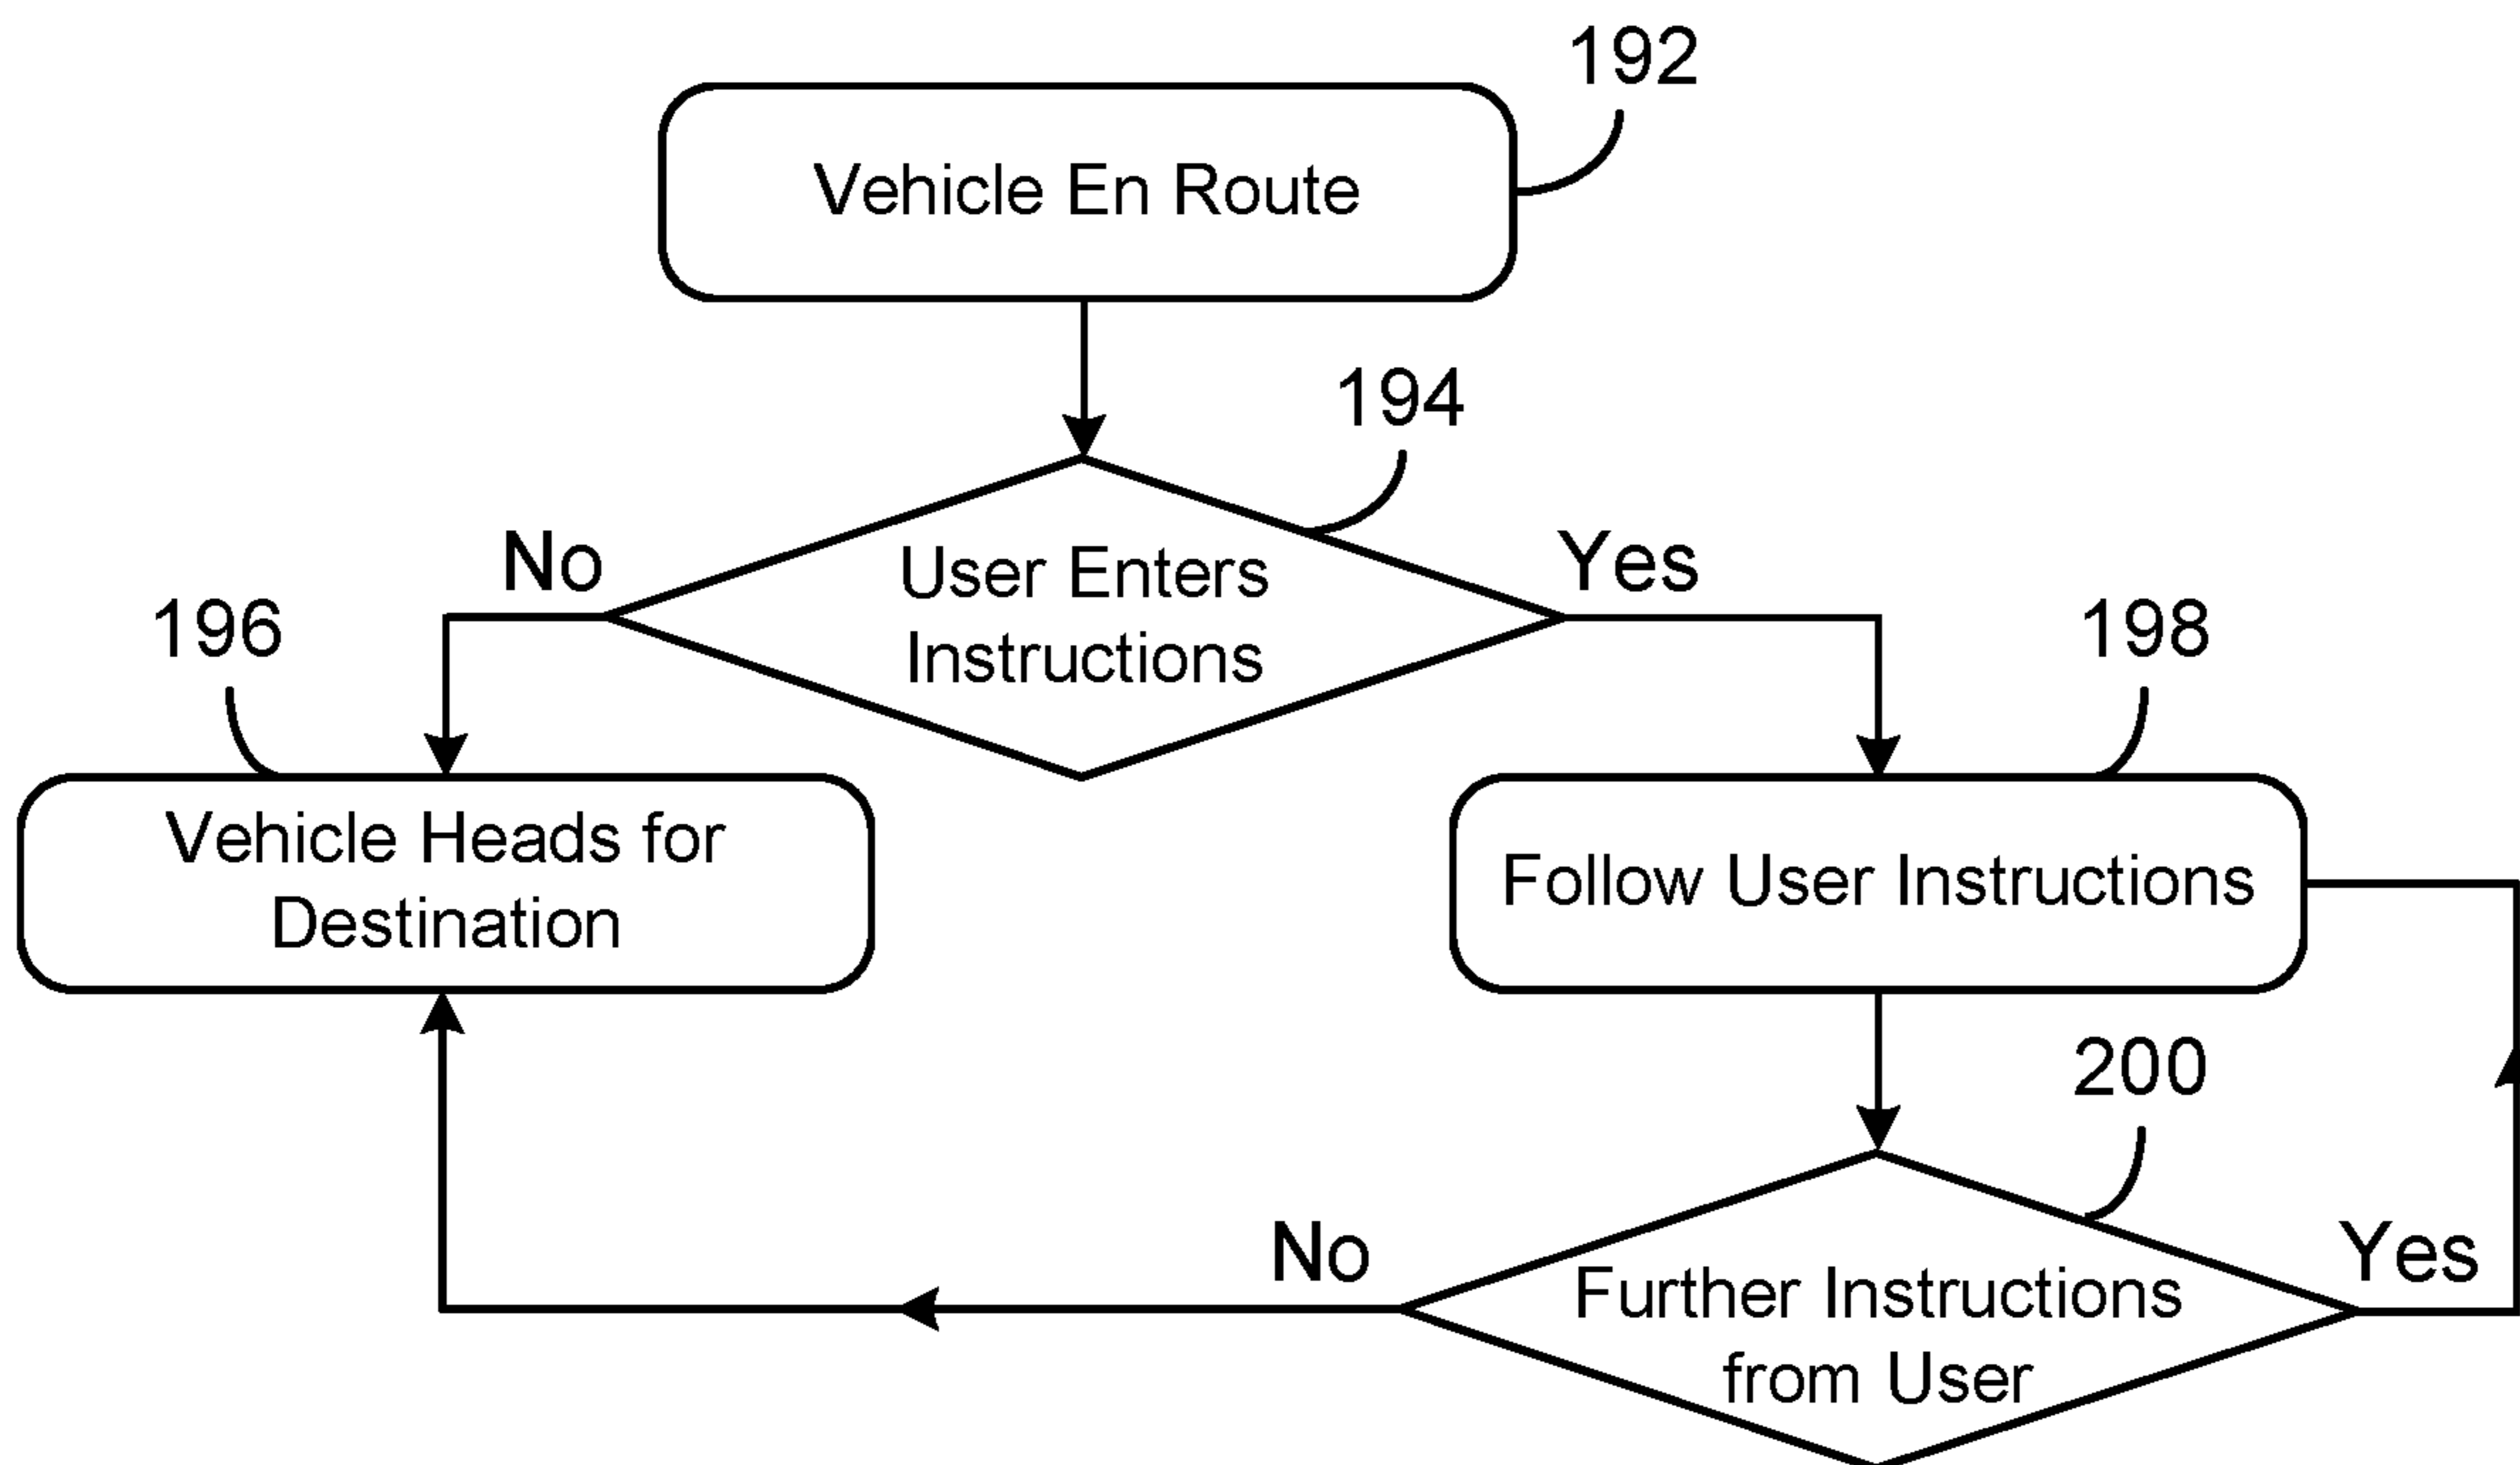 192
Vehicle En Route
194
No
User Enters
Instructions
Yes
196
198
Vehicle Heads for
Destination
Follow User Instructions
200
No
Further Instructions
from User
Yes